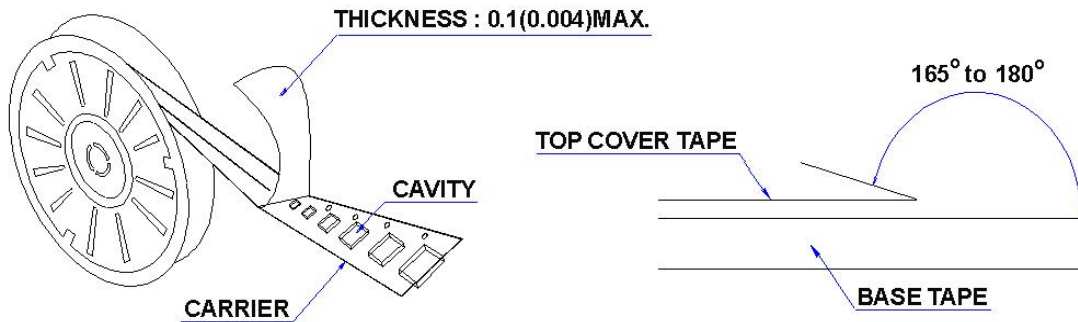 THICKNESS : 0.1(0.004)MAX.
165° to 180°
TOP COVER TAPE
CAVITY
CARRIER
BASE TAPE